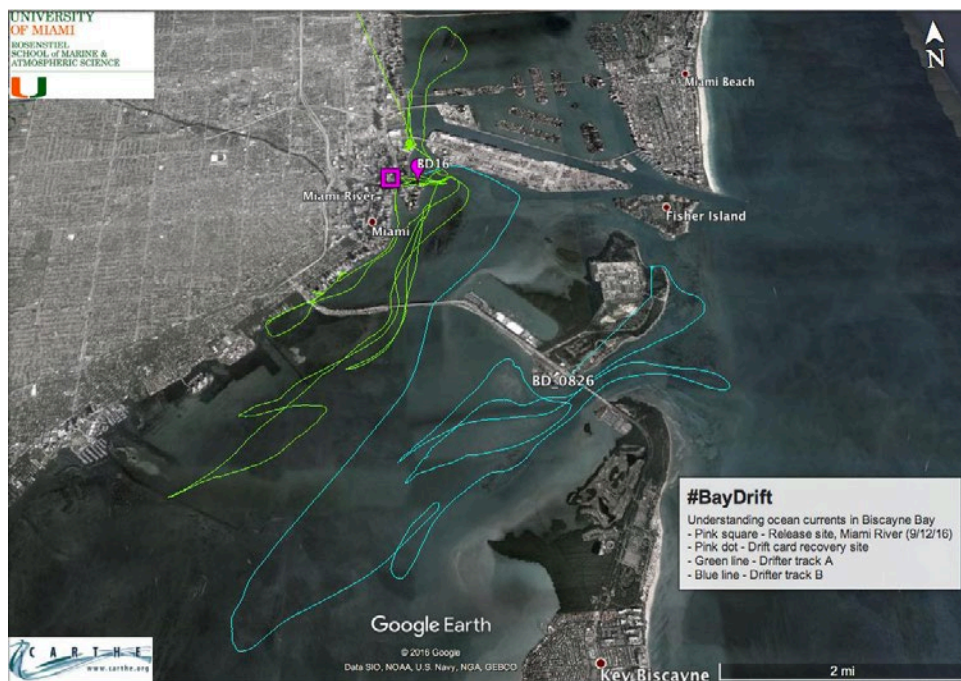 UNIVERSITY
OF MIAMI
ROSENSTIEL
SCHOOL of MARINE &
ATMOSPHERIC SCIENCE
N
Miami Beach
BD16
Miami River
Miami
Fisher Island
BD_0826
#BayDrift
Understanding ocean currents in Biscayne Bay
- Pink square - Release site, Miami River (9/12/16)
- Pink dot - Drift card recovery site
- Green line - Drifter track A
- Blue line - Drifter track B
Google Earth
© 2016 Google
Data SIO, NOAA, U.S. Navy, NGA, GEBCO
CARTHE
www.carthe.org
Key Biscayne
2 mi